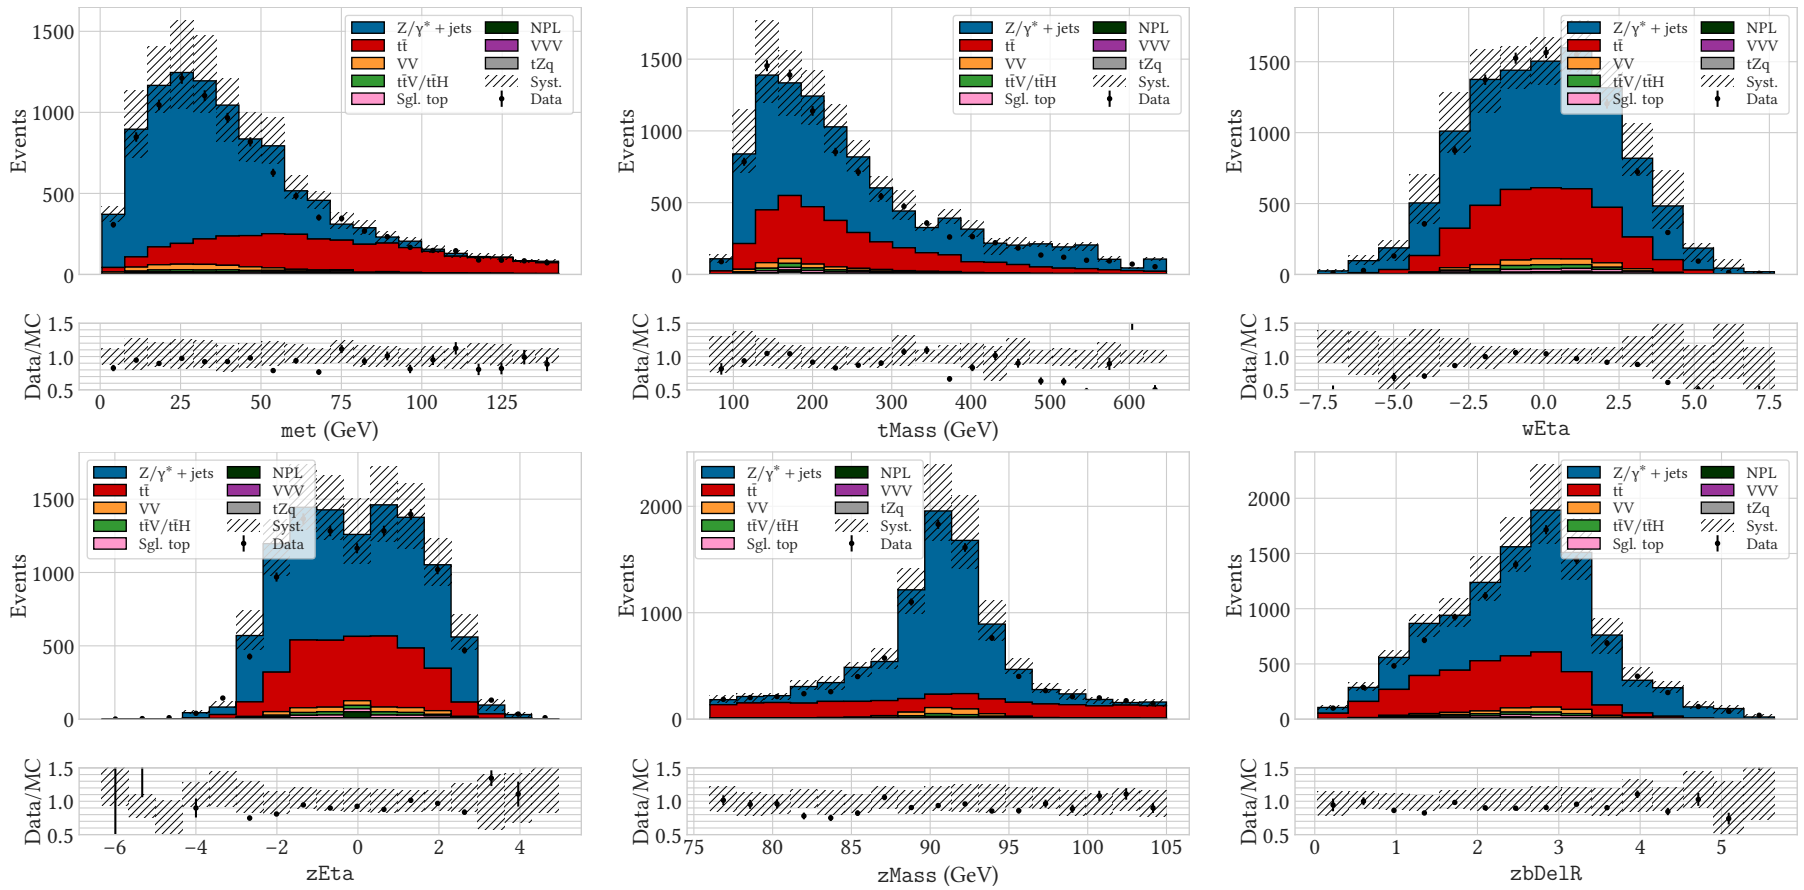 1500
1000
500
0
Events
Z/γ* + jets
tt̄
VV
tt̄V/tt̄H
Sgl. top
NPL
VVV
tZq
Syst.
Data
1.5
1.0
0.5
Data/MC
0 25 50 75 100 125
met (GeV)
1500
1000
500
0
Events
Z/γ* + jets
tt̄
VV
tt̄V/tt̄H
Sgl. top
NPL
VVV
tZq
Syst.
Data
1.5
1.0
0.5
Data/MC
100 200 300 400 500 600
tMass (GeV)
1500
1000
500
0
Events
Z/γ* + jets
tt̄
VV
tt̄V/tt̄H
Sgl. top
NPL
VVV
tZq
Syst.
Data
1.5
1.0
0.5
Data/MC
−7.5 −5.0 −2.5 0.0 2.5 5.0 7.5
wEta
1500
1000
500
0
Events
Z/γ* + jets
tt̄
VV
tt̄V/tt̄H
Sgl. top
NPL
VVV
tZq
Syst.
Data
1.5
1.0
0.5
Data/MC
−6 −4 −2 0 2 4
zEta
2000
1000
0
Events
Z/γ* + jets
tt̄
VV
tt̄V/tt̄H
Sgl. top
NPL
VVV
tZq
Syst.
Data
1.5
1.0
0.5
Data/MC
75 80 85 90 95 100 105
zMass (GeV)
2000
1500
1000
500
0
Events
Z/γ* + jets
tt̄
VV
tt̄V/tt̄H
Sgl. top
NPL
VVV
tZq
Syst.
Data
1.5
1.0
0.5
Data/MC
0 1 2 3 4 5
zbDelR